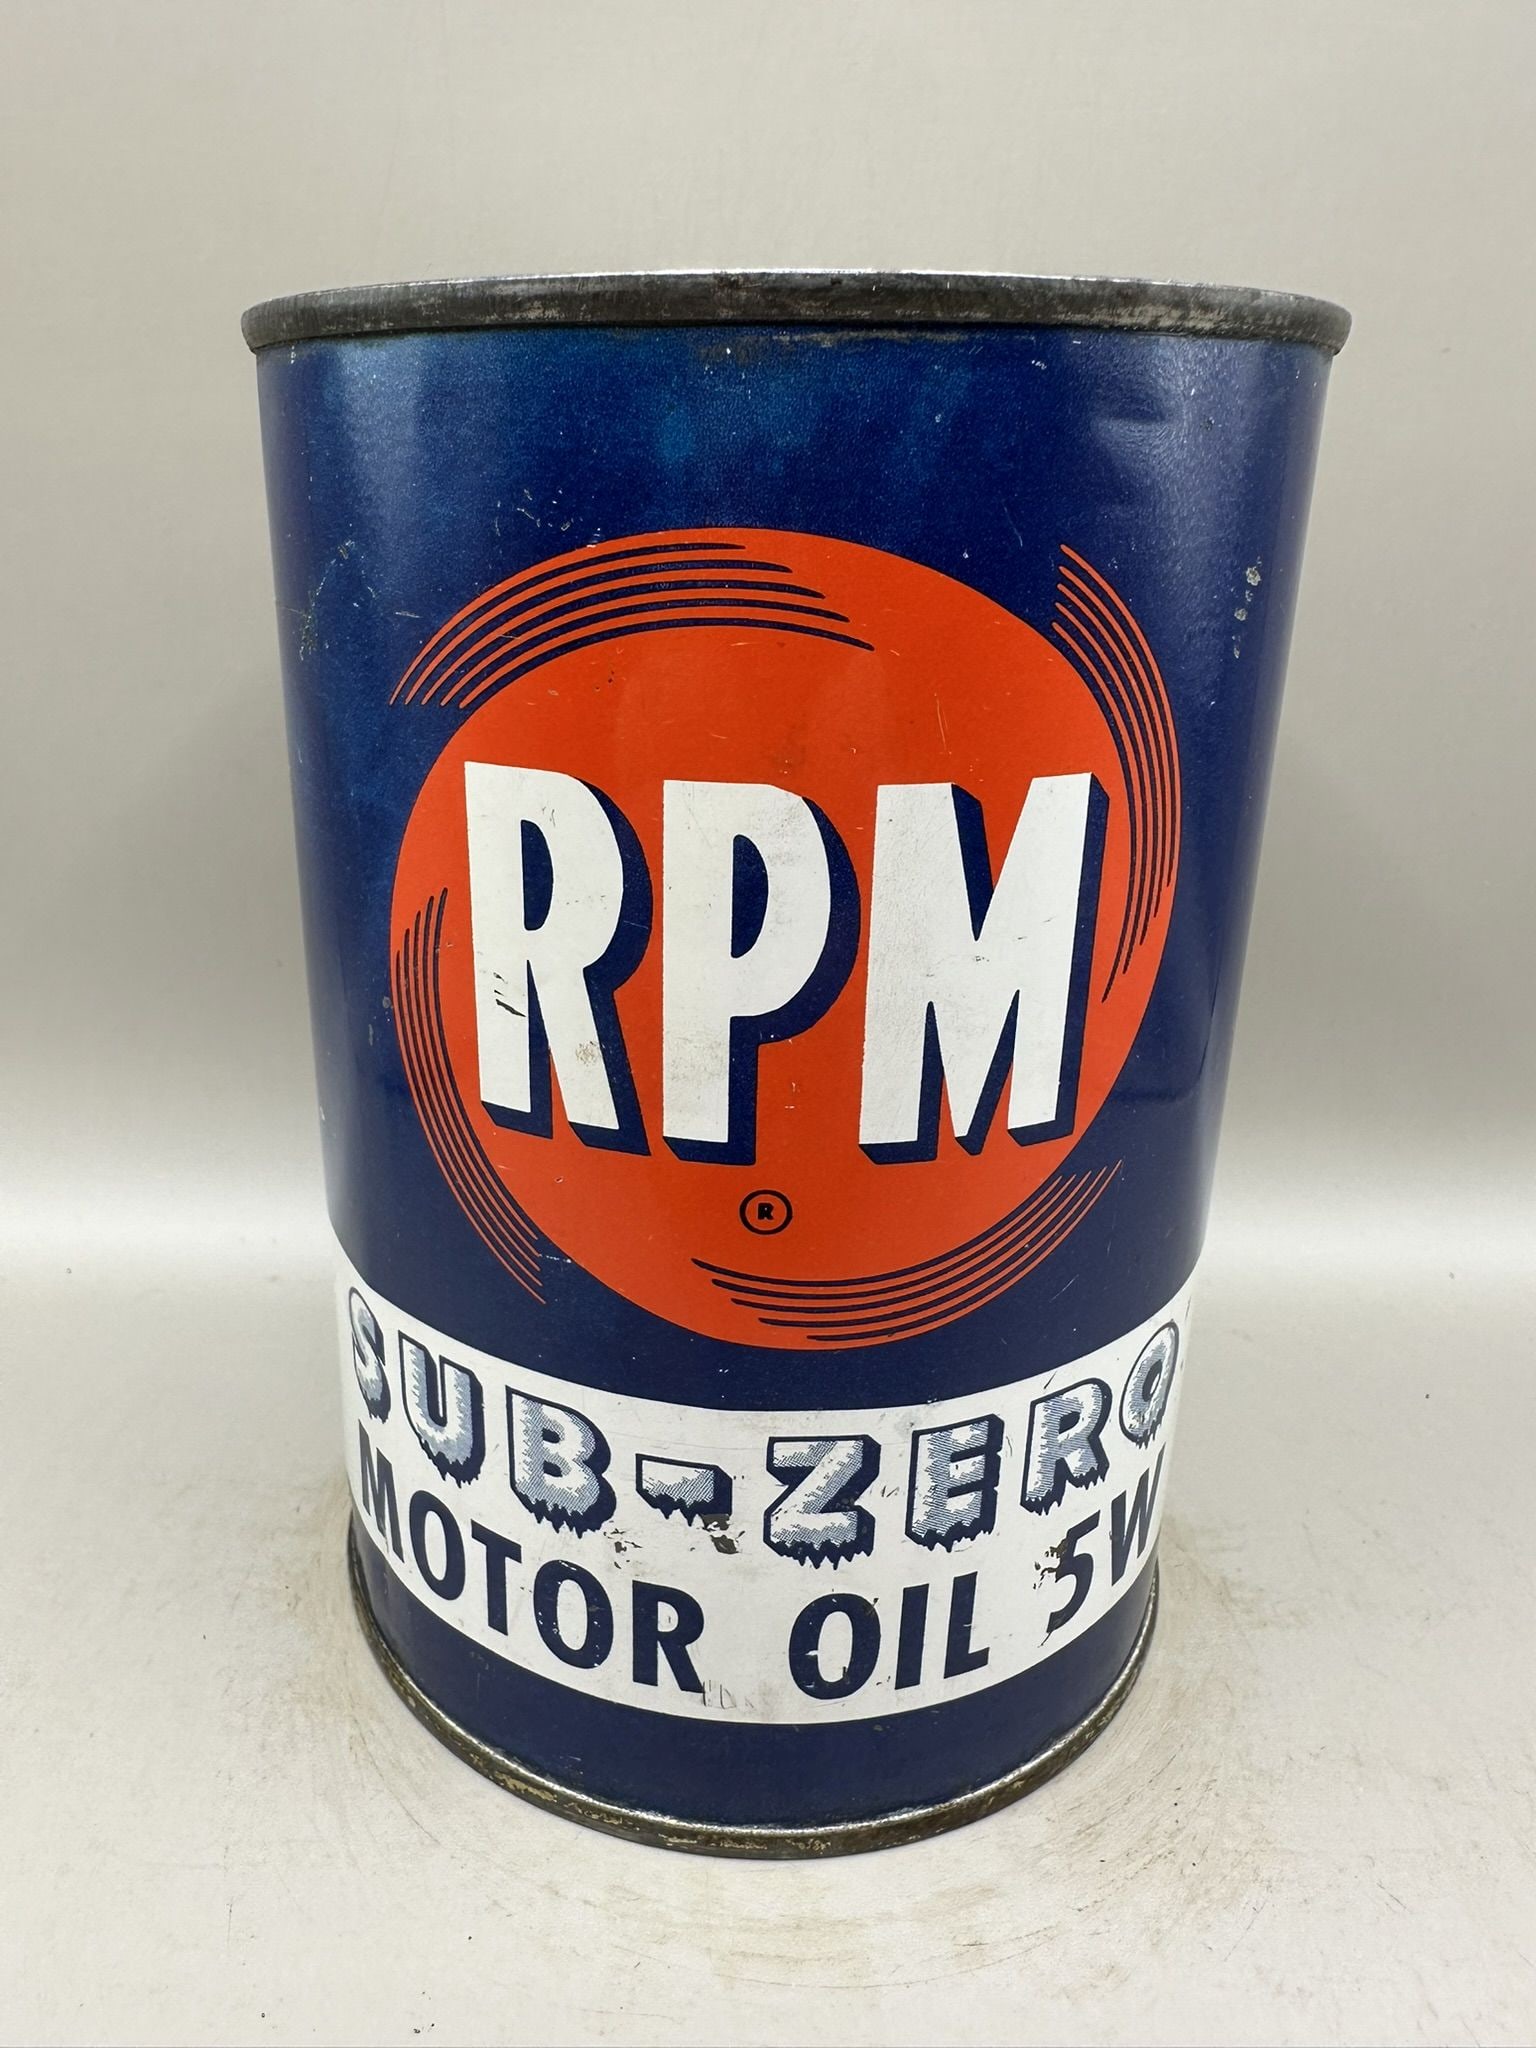 RPM
®
SUB-ZERO
MOTOR OIL 5W